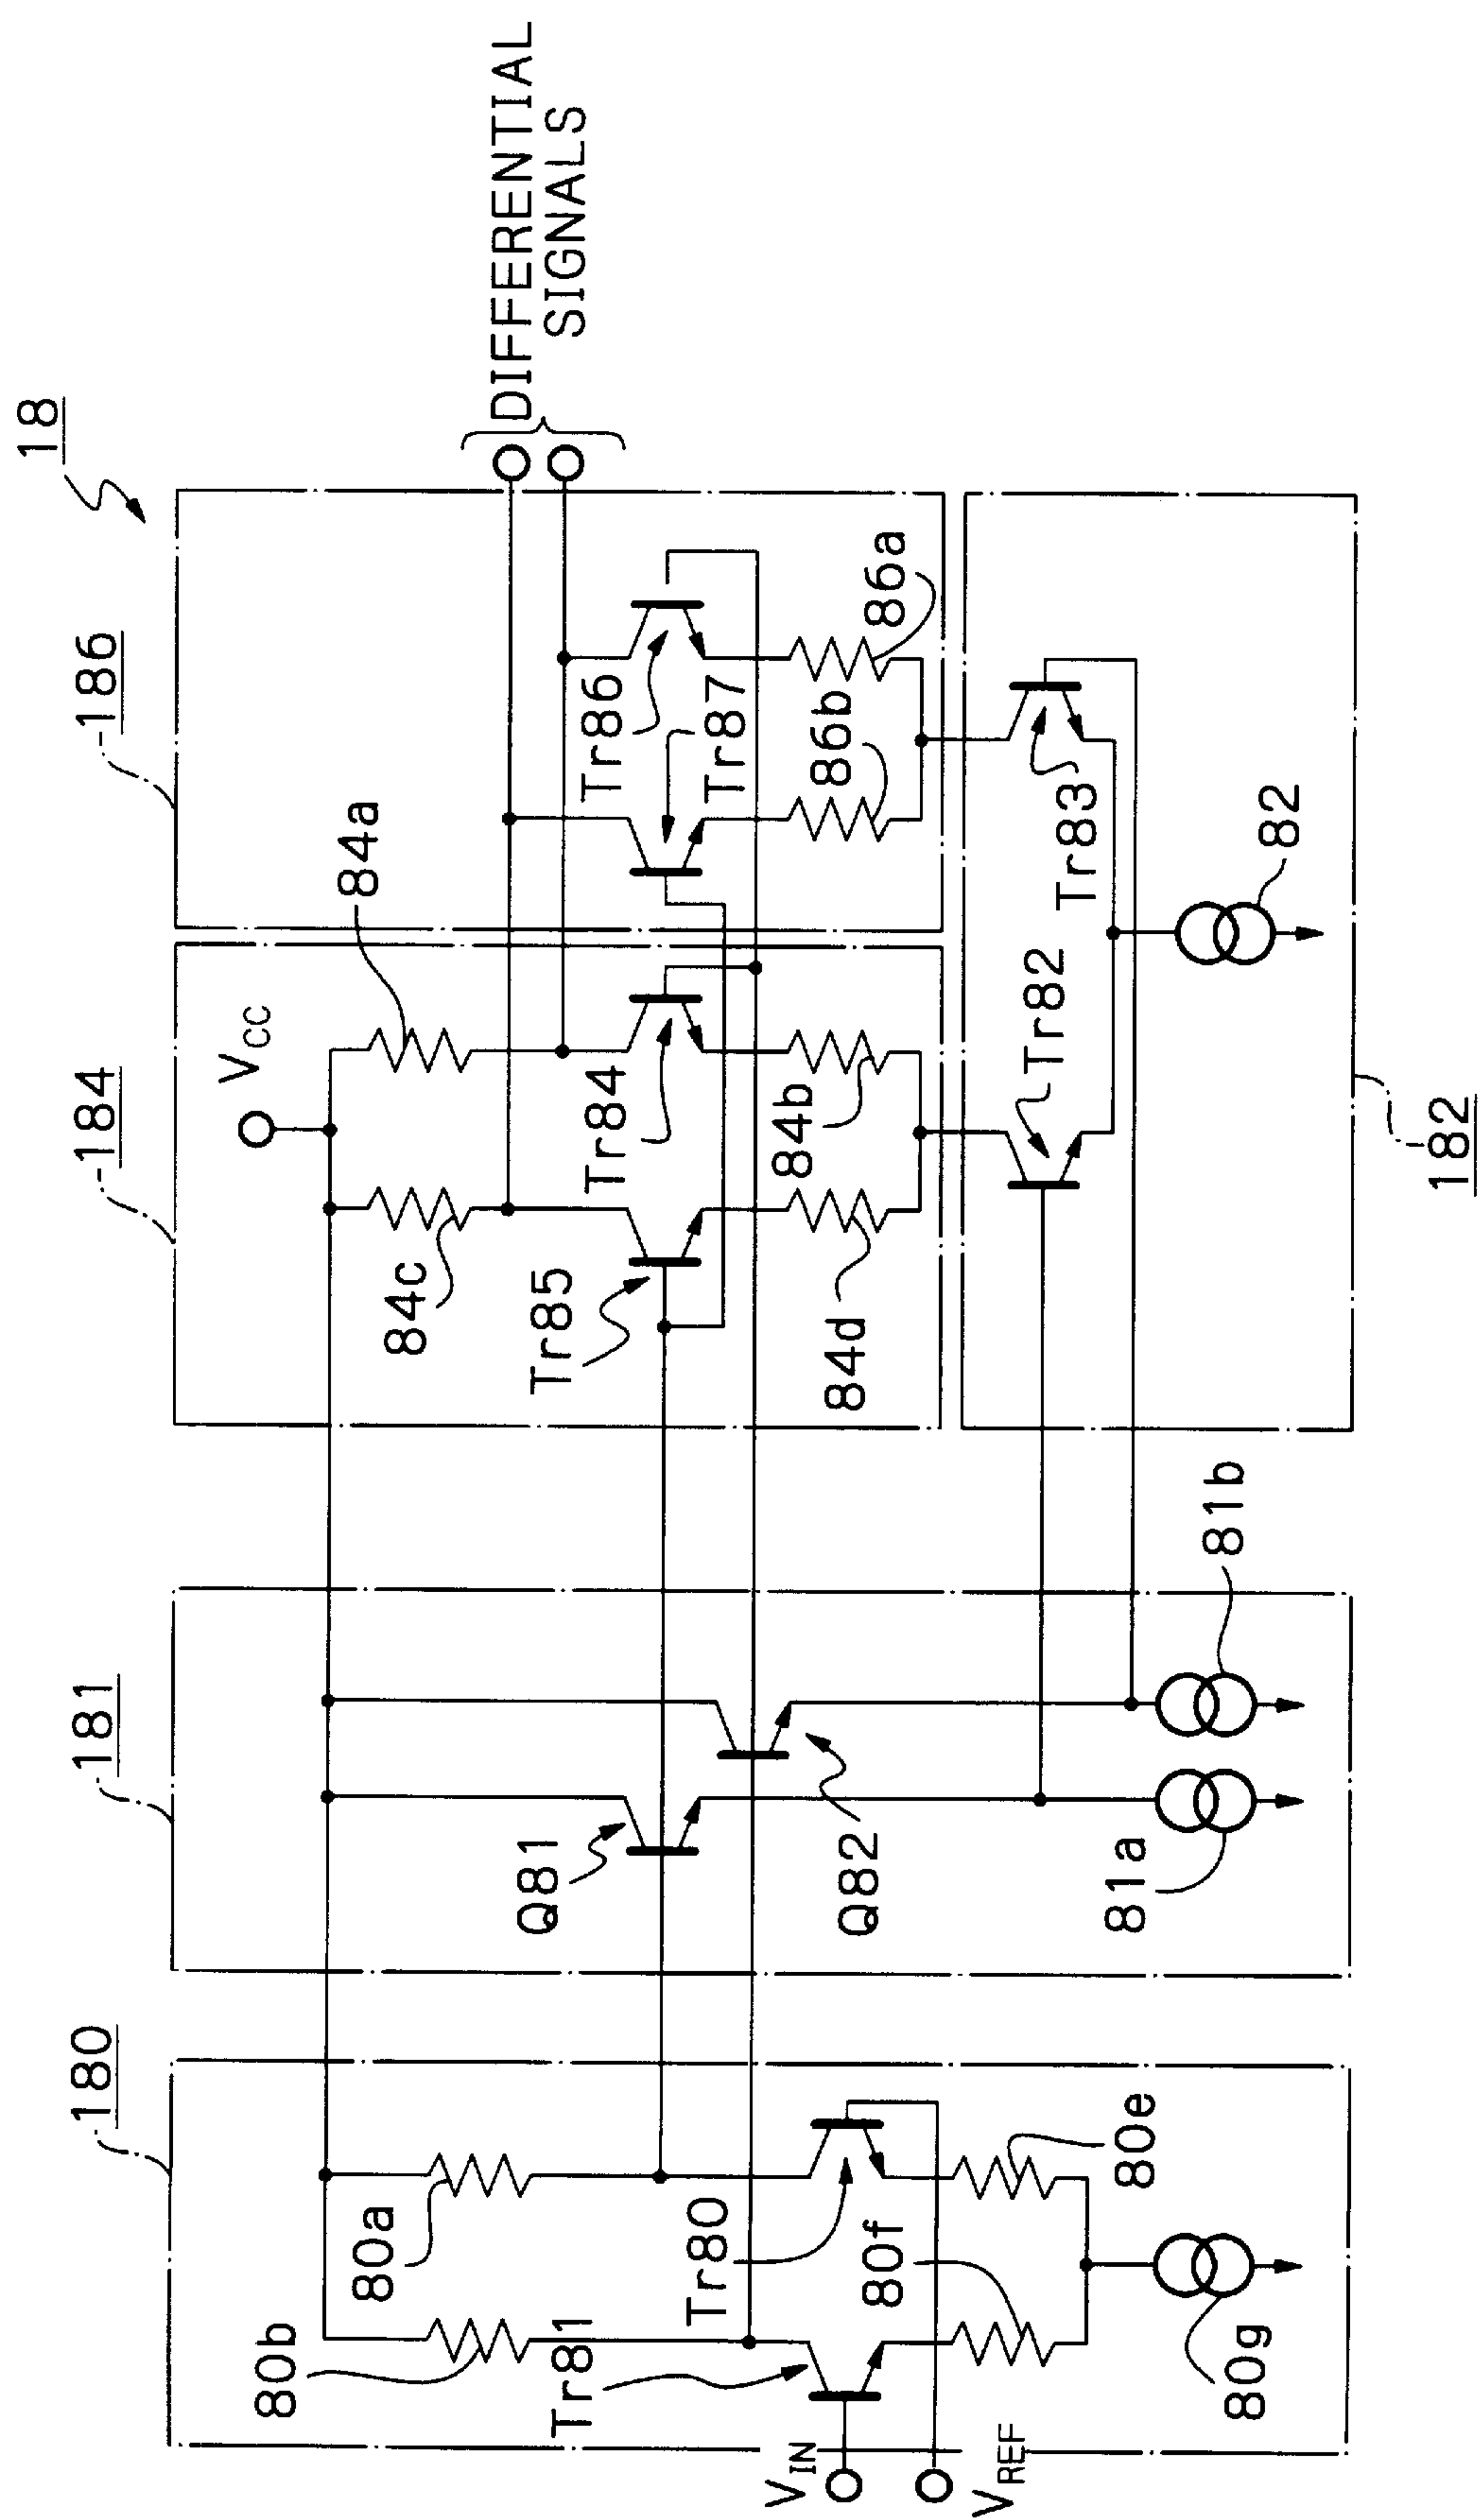 18
180
181
184
186
VCC
84a
DIFFERENTIAL
SIGNALS
80b
80a
84c
Q81
Tr85
Tr84
Tr86
Tr81
Tr80
Tr87
84b
86b
86a
80f
Q82
84d
VIN
VREF
80e
81a
81b
Tr82
Tr83
80g
82
182